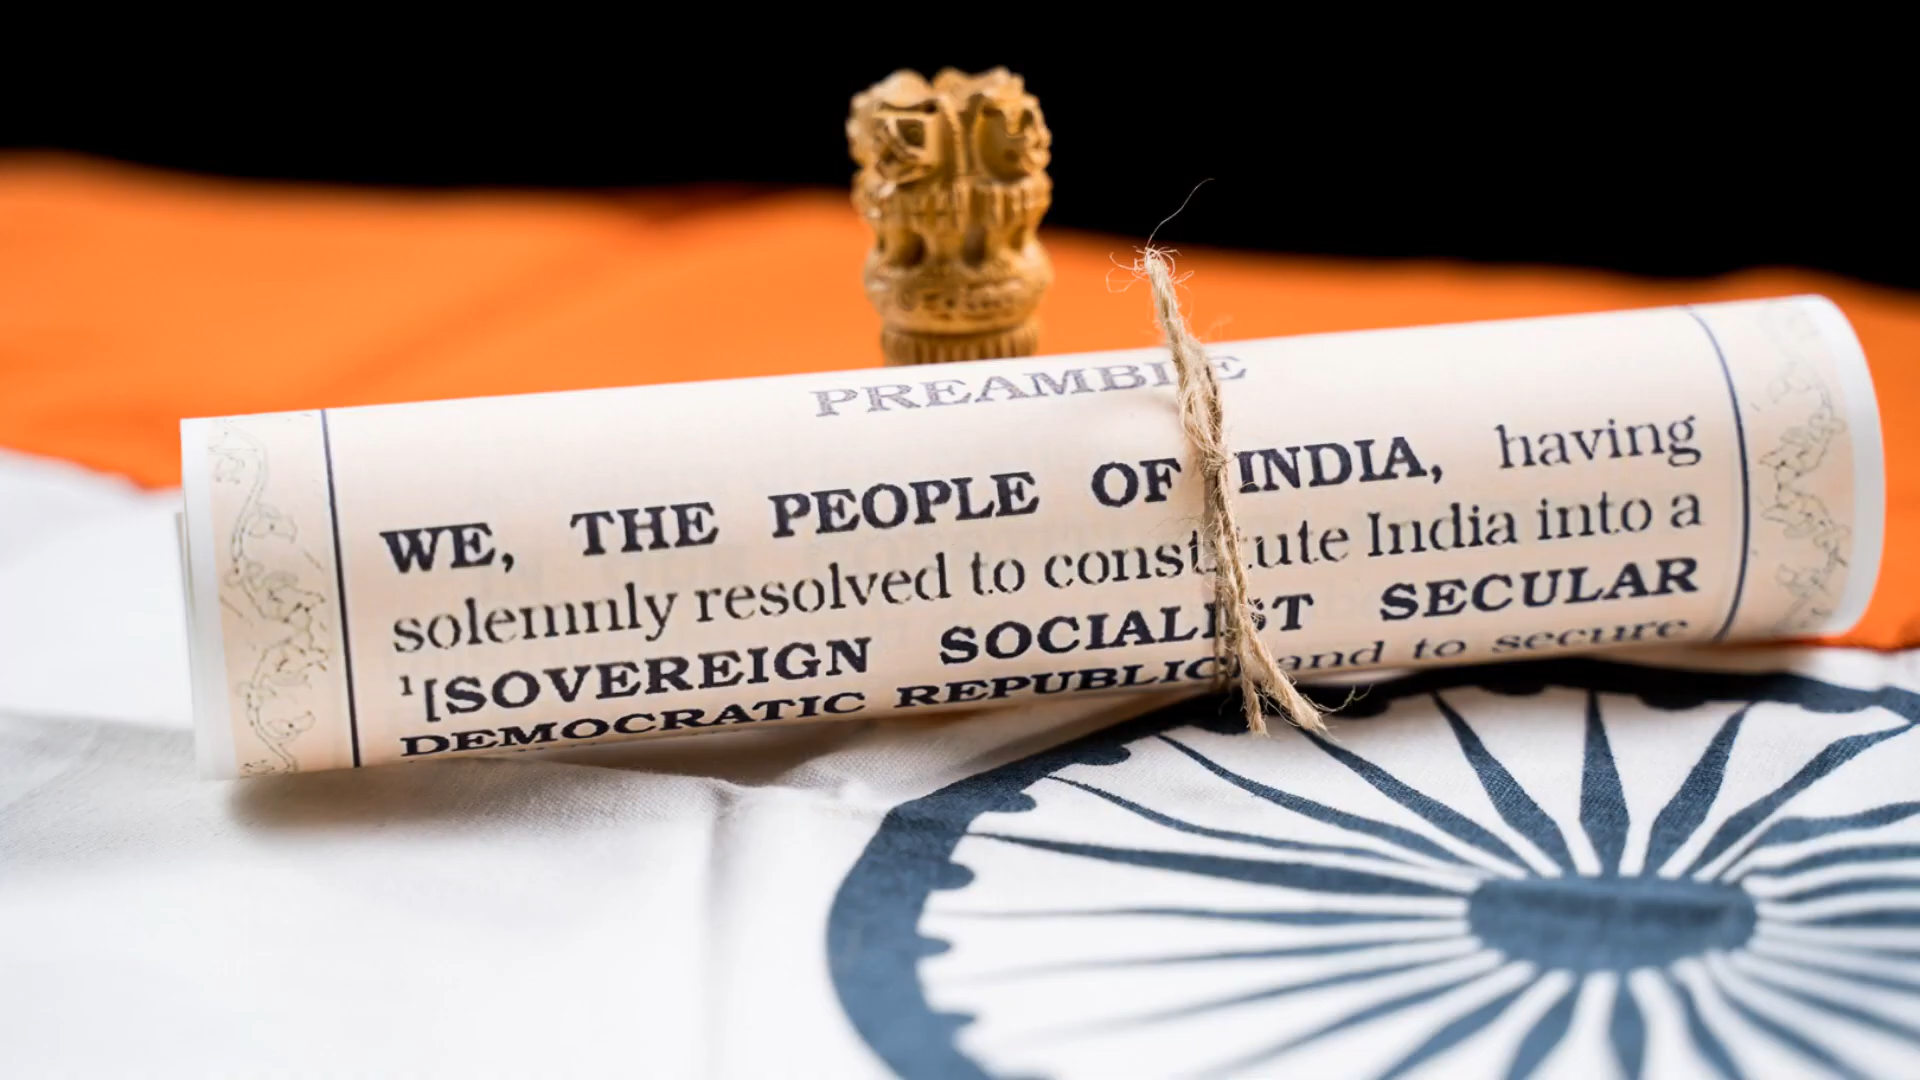 PREAMBLE
WE, THE PEOPLE OF INDIA, having
solemnly resolved to constitute India into a
¹[SOVEREIGN SOCIALIST SECULAR
DEMOCRATIC REPUBLIC and to secure